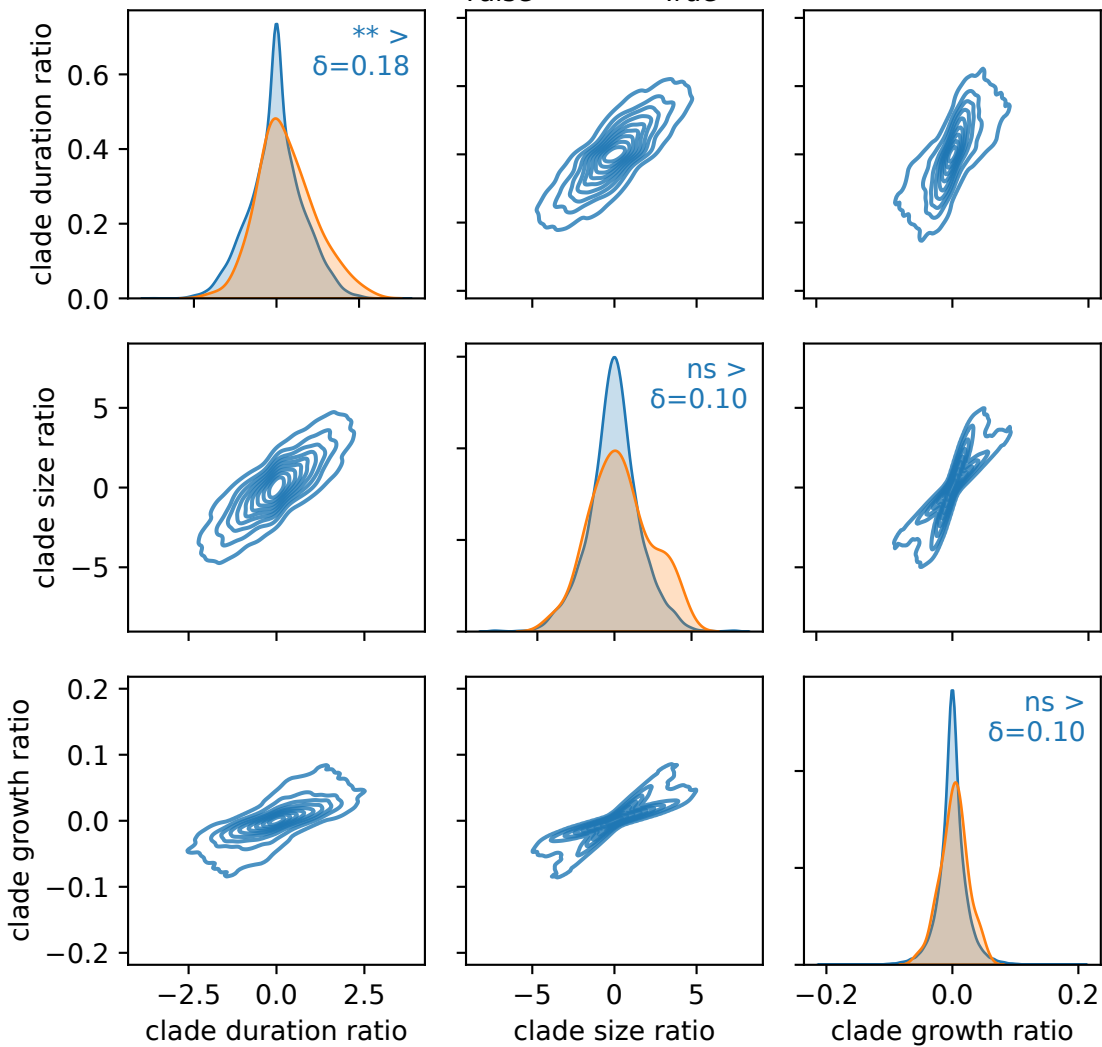 ** >
δ=0.18
clade duration ratio
0.6
0.4
0.2
0.0
ns >
δ=0.10
clade size ratio
5
0
−5
ns >
δ=0.10
clade growth ratio
0.2
0.1
0.0
−0.1
−0.2
−2.5 0.0 2.5
−5 0 5
−0.2 0.0 0.2
clade duration ratio
clade size ratio
clade growth ratio